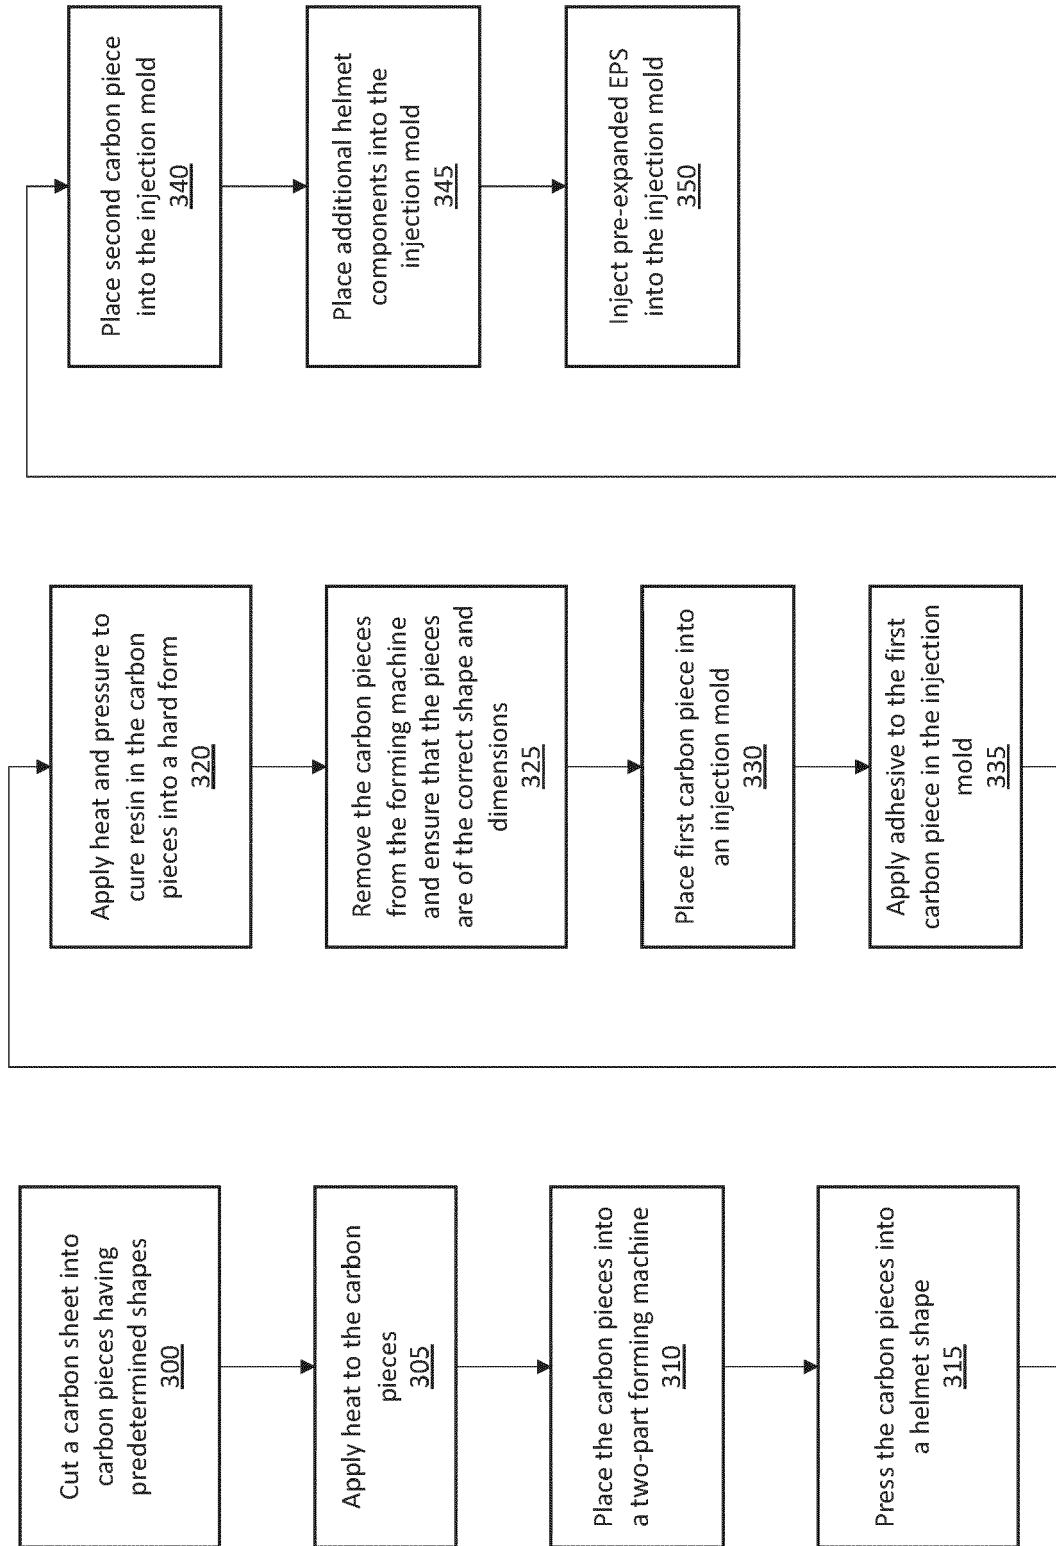 Cut a carbon sheet into
carbon pieces having
predetermined shapes
300
Apply heat to the carbon
pieces
305
Place the carbon pieces into
a two-part forming machine
310
Press the carbon pieces into
a helmet shape
315
Apply heat and pressure to
cure resin in the carbon
pieces into a hard form
320
Remove the carbon pieces
from the forming machine
and ensure that the pieces
are of the correct shape and
dimensions
325
Place first carbon piece into
an injection mold
330
Apply adhesive to the first
carbon piece in the injection
mold
335
Place second carbon piece
into the injection mold
340
Place additional helmet
components into the
injection mold
345
Inject pre-expanded EPS
into the injection mold
350